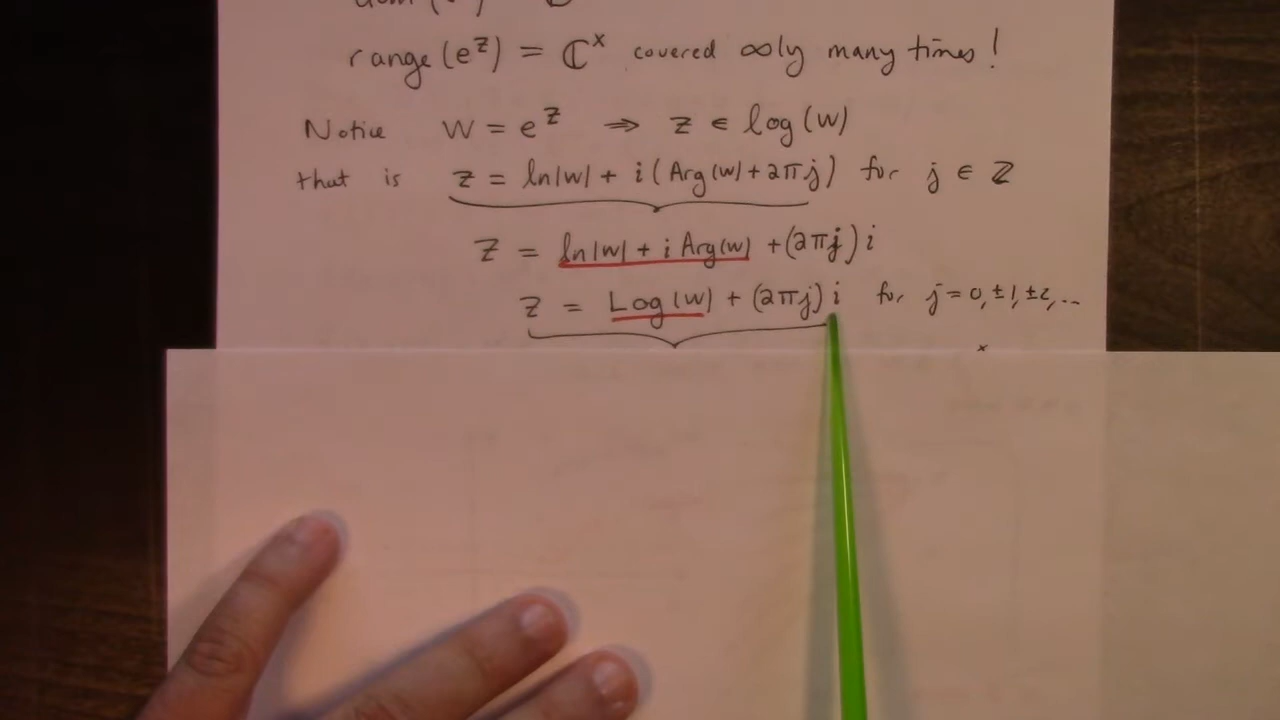 range (e^z) = ℂ^x covered ∞ly many times!
Notice w = e^z ⇒ z ∈ log(w)
that is z = ln|w| + i(Arg(w)+2πj) for j ∈ ℤ
z = ln|w| + i Arg(w) + (2πj) i
z = Log(w) + (2πj) i for j = 0, ±1, ±2, ...